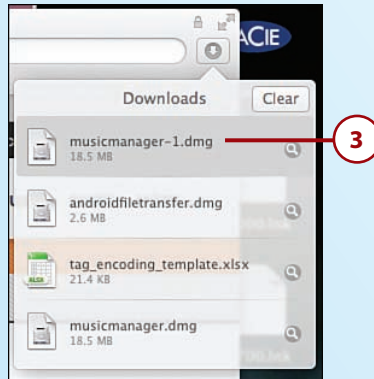 ACIE
Downloads
Clear
musicmanager-1.dmg
18.5 MB
3
androidfiletransfer.dmg
2.6 MB
tag_encoding_template.xlsx
XLSX
21.4 KB
musicmanager.dmg
18.5 MB